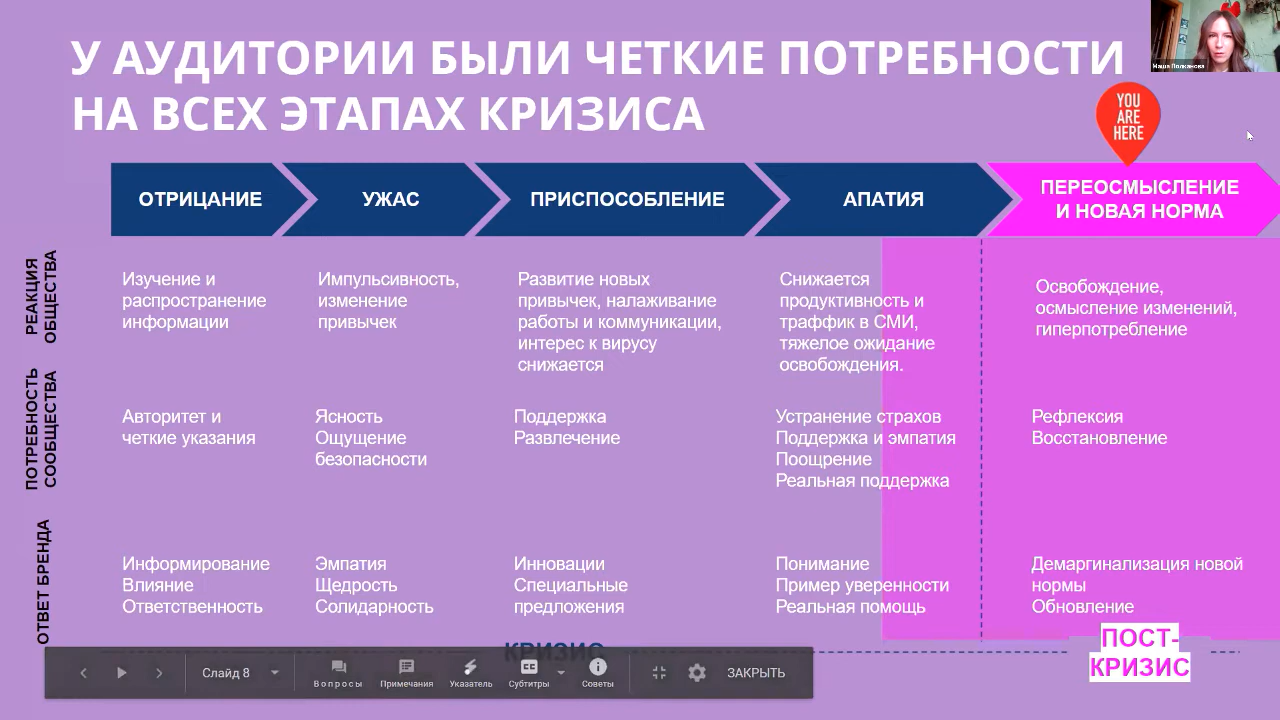 У АУДИТОРИИ БЫЛИ ЧЕТКИЕ ПОТРЕБНОСТИ
НА ВСЕХ ЭТАПАХ КРИЗИСА
Маша Полканова
YOU
ARE
HERE
ОТРИЦАНИЕ
УЖАС
ПРИСПОСОБЛЕНИЕ
АПАТИЯ
ПЕРЕОСМЫСЛЕНИЕ
И НОВАЯ НОРМА
РЕАКЦИЯ
ОБЩЕСТВА
Изучение и
распространение
информации
Импульсивность,
изменение
привычек
Развитие новых
привычек, налаживание
работы и коммуникации,
интерес к вирусу
снижается
Снижается
продуктивность и
траффик в СМИ,
тяжелое ожидание
освобождения.
Освобождение,
осмысление изменений,
гиперпотребление
ПОТРЕБНОСТЬ
СООБЩЕСТВА
Авторитет и
четкие указания
Ясность
Ощущение
безопасности
Поддержка
Развлечение
Устранение страхов
Поддержка и эмпатия
Поощрение
Реальная поддержка
Рефлексия
Восстановление
ОТВЕТ БРЕНДА
Информирование
Влияние
Ответственность
Эмпатия
Щедрость
Солидарность
Инновации
Специальные
предложения
Понимание
Пример уверенности
Реальная помощь
Демаргинализация новой
нормы
Обновление
КРИЗИС
ПОСТ-
КРИЗИС
Слайд 8
Вопросы
Примечания
Указатель
CC
Субтитры
Советы
ЗАКРЫТЬ